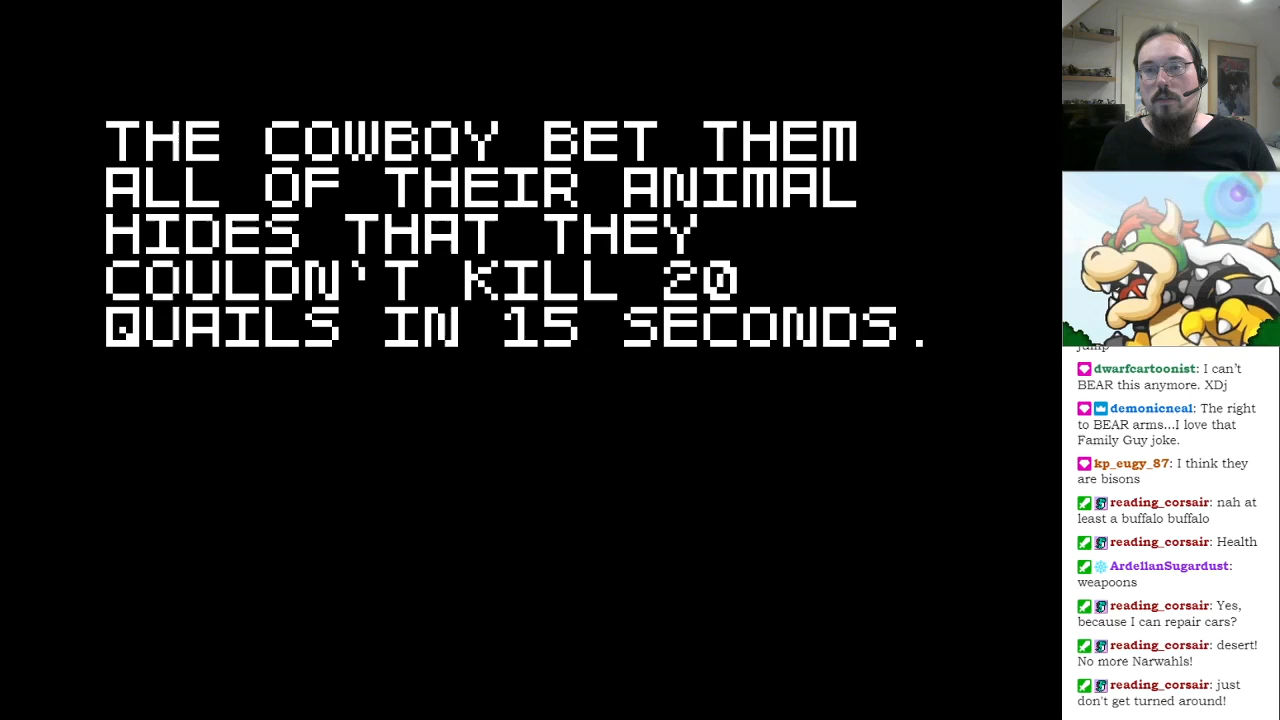 THE COWBOY BET THEM
ALL OF THEIR ANIMAL
HIDES THAT THEY
COULDN'T KILL 20
QUAILS IN 15 SECONDS.
jump
dwarfcartoonist: I can't
BEAR this anymore. XDj
demonicneal: The right
to BEAR arms...I love that
Family Guy joke.
kp_eugy_87: I think they
are bisons
reading_corsair: nah at
least a buffalo buffalo
reading_corsair: Health
ArdellanSugardust:
weapoons
reading_corsair: Yes,
because I can repair cars?
reading_corsair: desert!
No more Narwahls!
reading_corsair: just
don't get turned around!